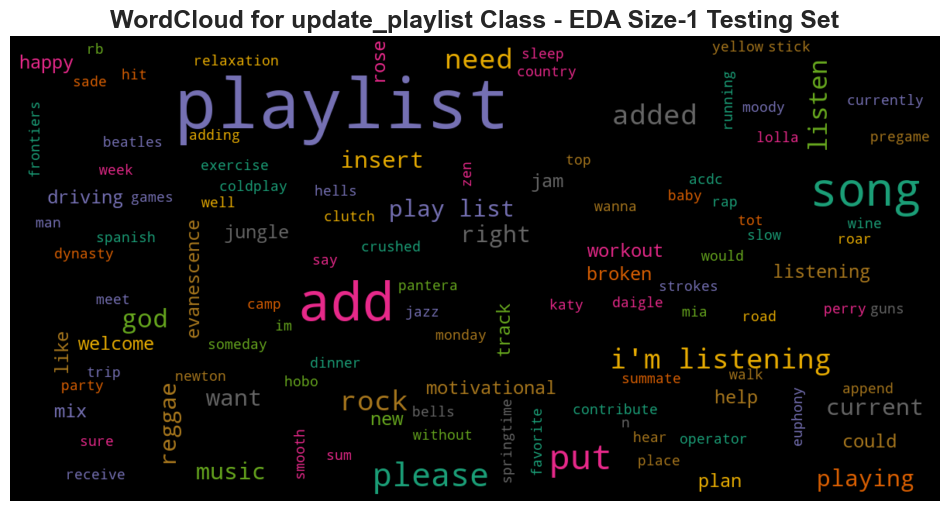 WordCloud for update_playlist Class - EDA Size-1 Testing Set
rb
happy
sade
hit
relaxation
rose
need
sleep
country
yellow
stick
playlist
added
running
moody
listen
currently
lolla
pregame
frontiers
beatles
adding
week
exercise
insert
zen
top
coldplay
hells
jam
acdc
baby
rap
song
driving
games
well
clutch
play list
wanna
tot
wine
man
spanish
evanescence
jungle
crushed
right
slow
roar
dynasty
say
workout
would
broken
listening
meet
camp
add
pantera
strokes
god
im
jazz
katy
daigle
mia
road
perry
guns
like
welcome
someday
monday
track
trip
newton
dinner
i'm listening
party
hobo
motivational
summate
walk
append
mix
reggae
want
rock
new
bells
contribute
n
help
current
euphony
sure
smooth
without
springtime
favorite
hear
operator
could
receive
music
sum
please
put
place
plan
playing